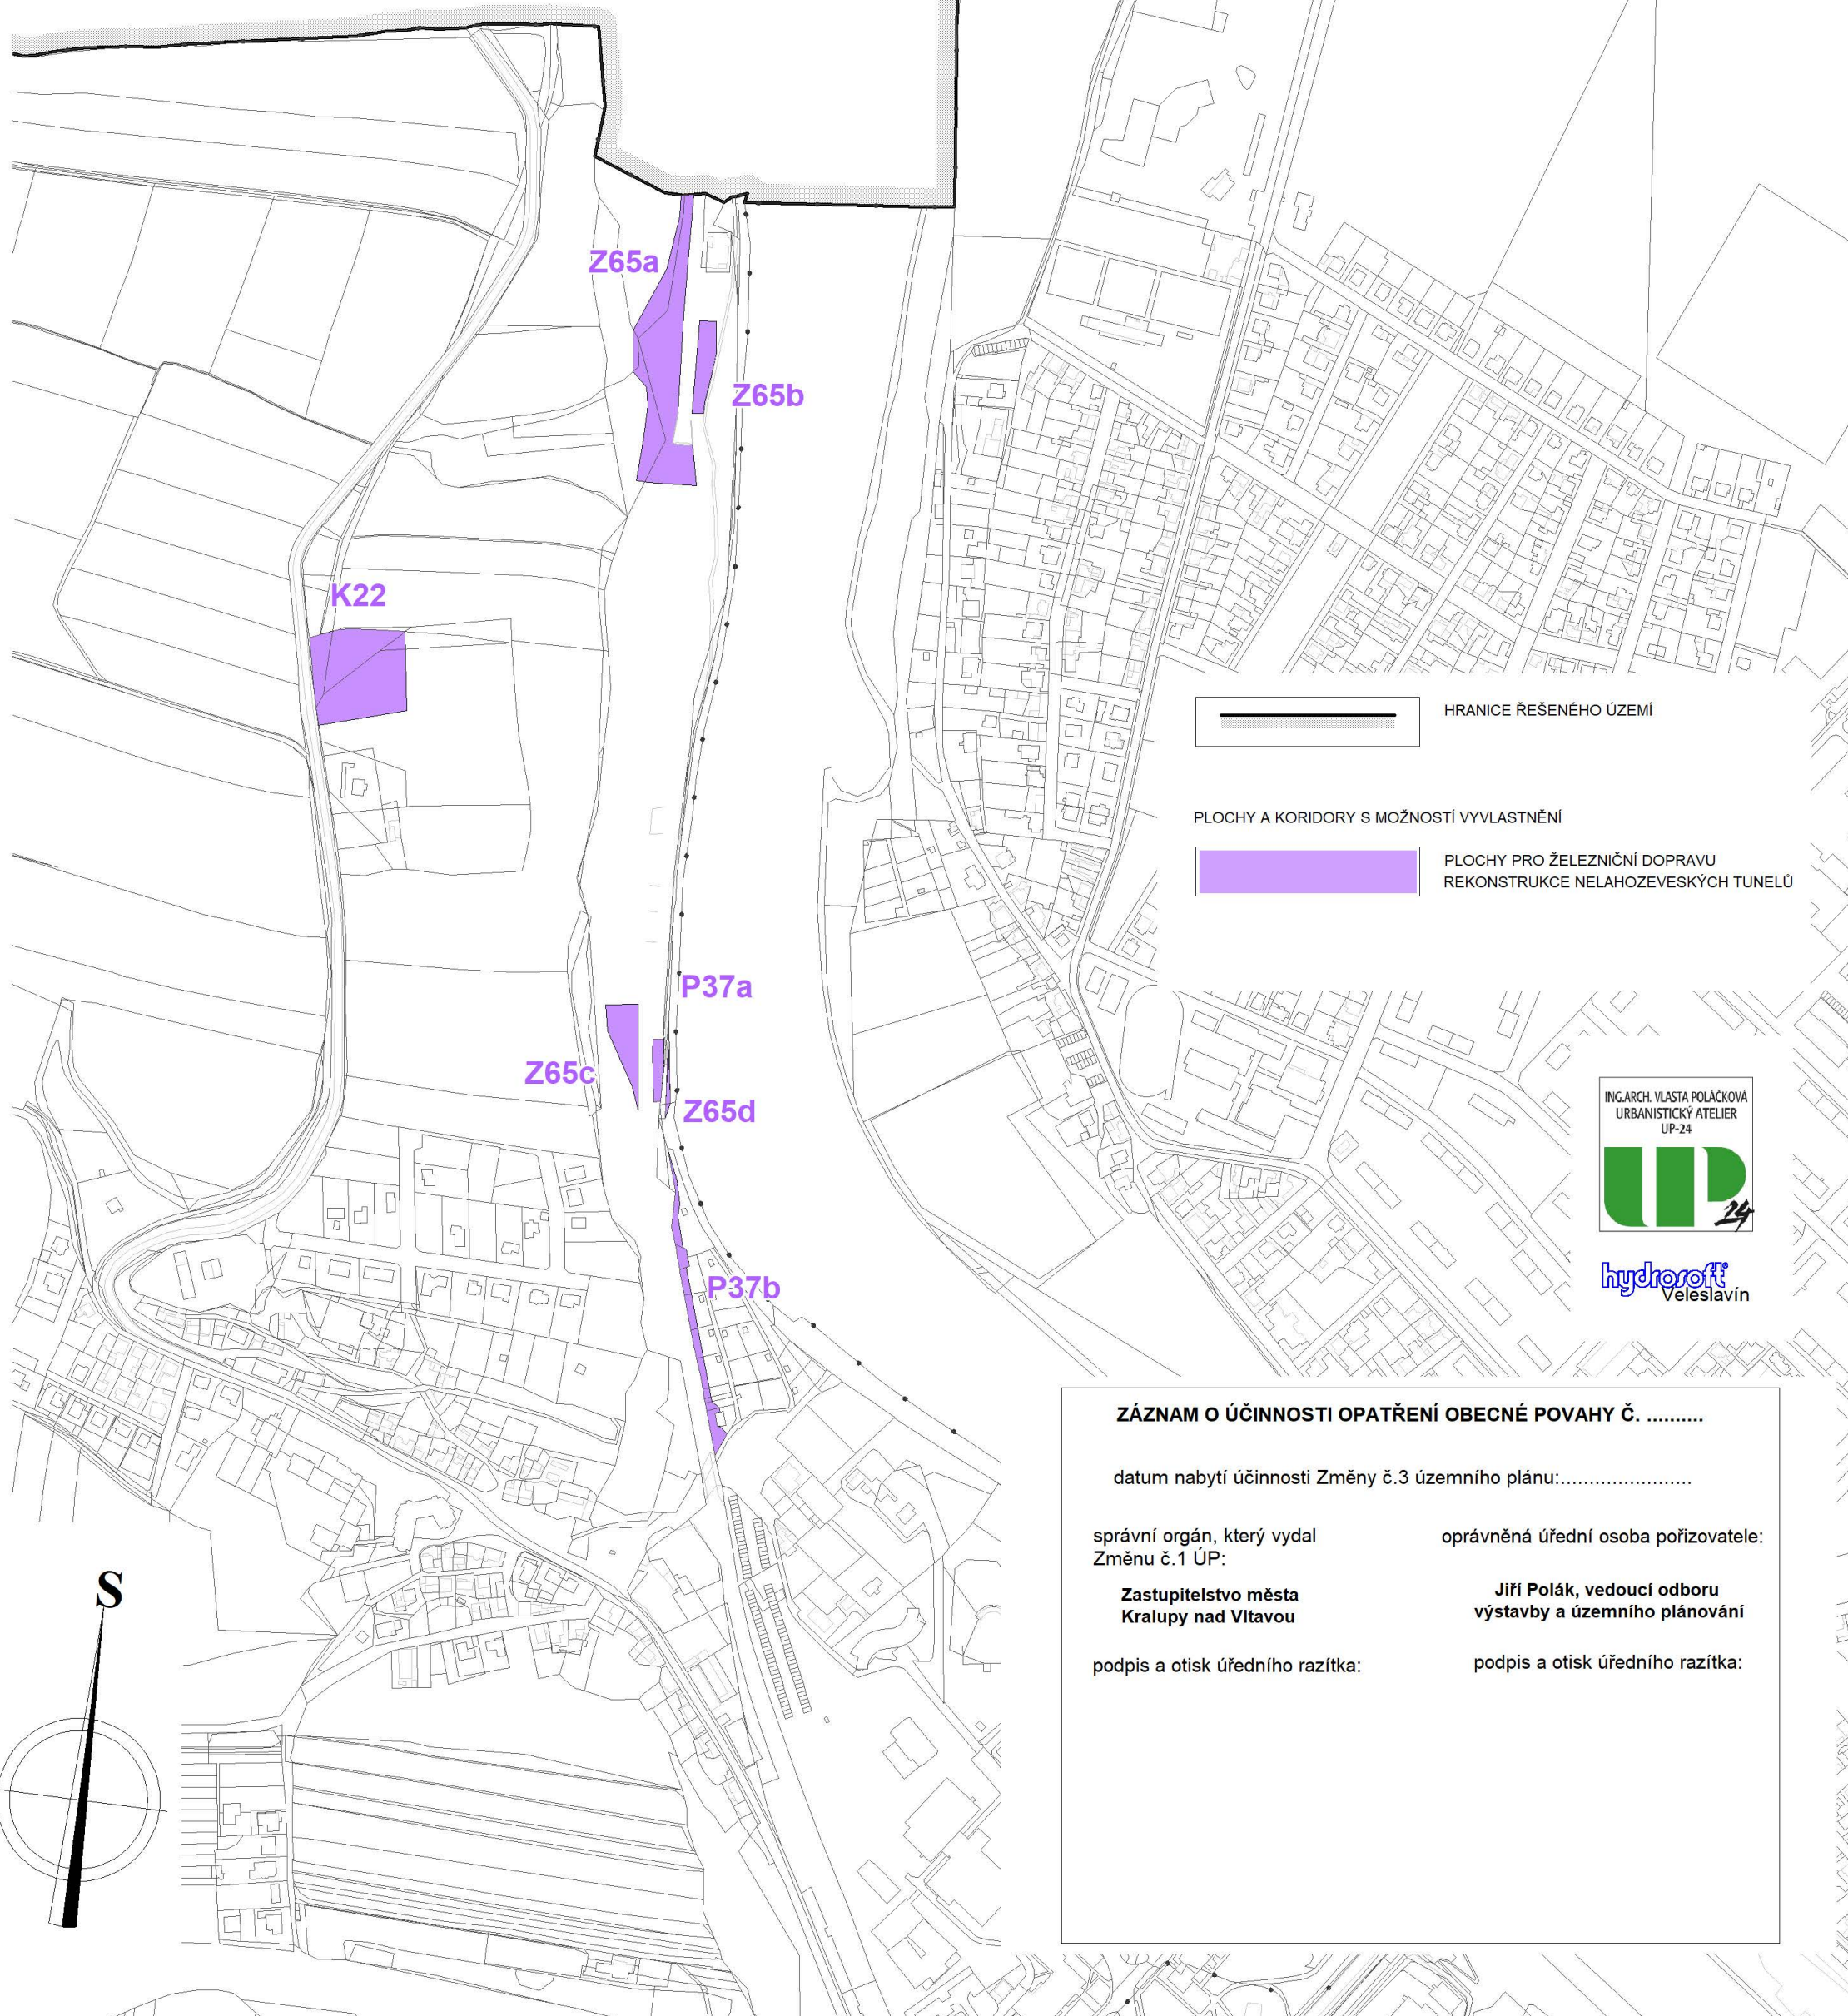 Z65a
Z65b
K22
HRANICE ŘEŠENÉHO ÚZEMÍ
PLOCHY A KORIDORY S MOŽNOSTÍ VYVLASTNĚNÍ
PLOCHY PRO ŽELEZNIČNÍ DOPRAVU
REKONSTRUKCE NELAHOZEVESKÝCH TUNELŮ
P37a
Z65c
Z65d
P37b
ING.ARCH. VLASTA POLÁČKOVÁ
URBANISTICKÝ ATELIER
UP-24
UP
24
hydrosoft
Veleslavín
ZÁZNAM O ÚČINNOSTI OPATŘENÍ OBECNÉ POVAHY Č. ..........
datum nabytí účinnosti Změny č.3 územního plánu:.......................
správní orgán, který vydal
Změnu č.1 ÚP:
Zastupitelstvo města
Kralupy nad Vltavou
podpis a otisk úředního razítka:
oprávněná úřední osoba pořizovatele:
Jiří Polák, vedoucí odboru
výstavby a územního plánování
podpis a otisk úředního razítka:
S